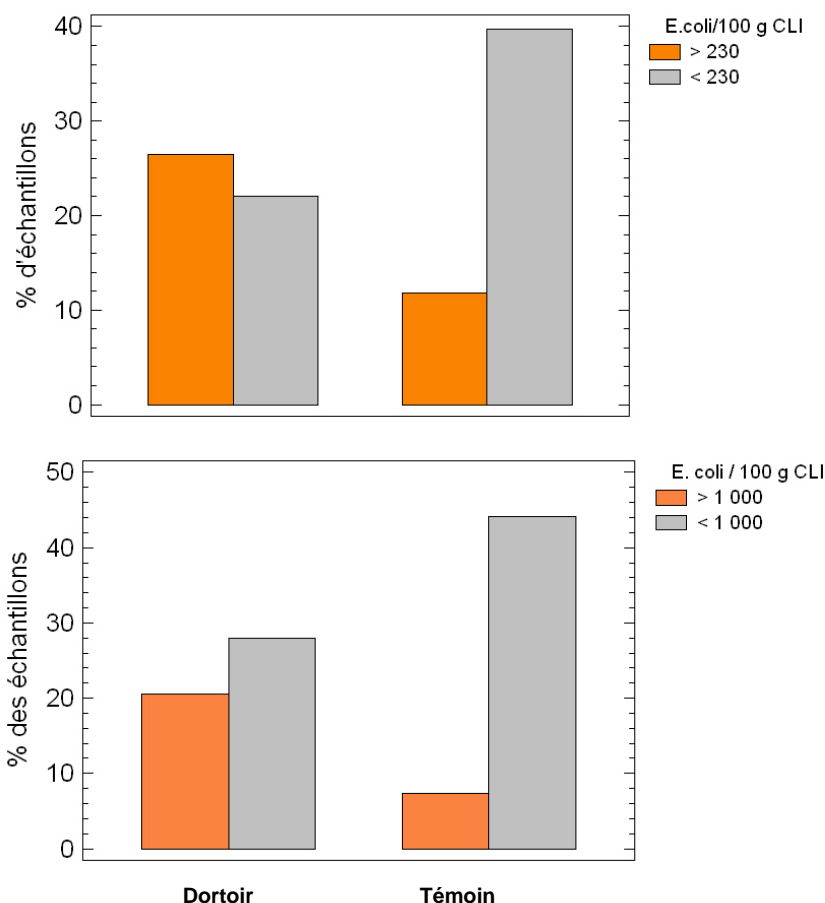 E.coli/100 g CLI
> 230
< 230
40
30
20
10
0
% d'échantillons
E. coli / 100 g CLI
> 1 000
< 1 000
50
40
30
20
10
0
% des échantillons
Dortoir Témoin